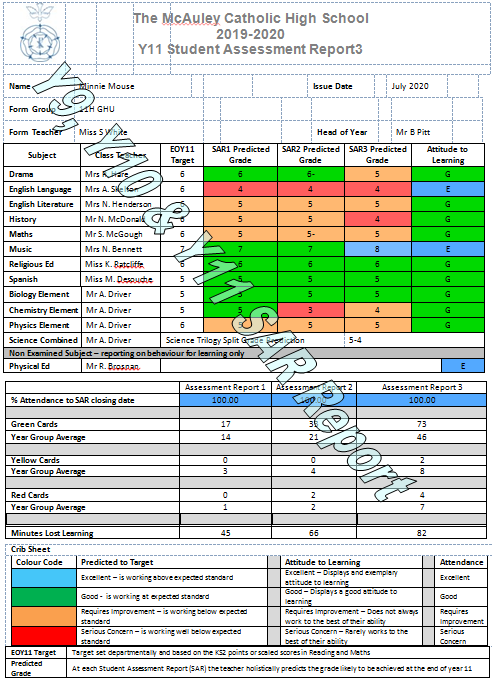 The McAuley Catholic High School
2019-2020
Y11 Student Assessment Report3
Name Minnie Mouse Issue Date July 2020
Form Group 11H GHU
Form Teacher Miss S White Head of Year Mr B Pitt
Subject Class Teacher EOY11 Target SAR1 Predicted Grade SAR2 Predicted Grade SAR3 Predicted Grade Attitude to Learning
Drama Mrs K. Hare 6 6 6- 5 G
English Language Mrs A. Skelton 6 4 4 4 E
English Literature Mrs N. Henderson 6 5 5 5 G
History Mr N. McDonald 6 5 5 4 G
Maths Mr S. McGough 6 5 5- 5 G
Music Mrs N. Bennett 7 7 7 8 E
Religious Ed Miss K. Ratcliffe 6 6 6 6 G
Spanish Miss M. 5 5 5 5 G
Biology Element Mr A. Driver 5 5 5 5 G
Chemistry Element Mr A. Driver 5 5 3 4 G
Physics Element Mr A. Driver 6 5 5 5 G
Science Combined Mr A. Driver Science Trilogy Split Grade Prediction 5-4
Non Examined Subject – reporting on behaviour for learning only
Physical Ed Mr R. Brosnan E
Y9, Y10 & Y11 SAR Report
Assessment Report 1 Assessment Report 2 Assessment Report 3
% Attendance to SAR closing date 100.00 100.00 100.00
Green Cards 17 73
Year Group Average 14 21 46
Yellow Cards 0 0 2
Year Group Average 3 4 8
Red Cards 0 2 4
Year Group Average 1 2 7
Minutes Lost Learning 45 66 82
Crib Sheet
Colour Code Predicted to Target Attitude to Learning Attendance
Excellent – is working above expected standard Excellent – Displays and exemplary attitude to learning Excellent
Good - is working at expected standard Good – Displays a good attitude to learning Good
Requires Improvement – is working below expected standard Requires Improvement – Does not always work to the best of their ability Requires Improvement
Serious Concern – is working well below expected standard Serious Concern – Rarely works to the best of their ability Serious Concern
EOY11 Target Target set departmentally and based on the KS2 points or scaled scores in Reading and Maths
Predicted Grade At each Student Assessment Report (SAR) the teacher holistically predicts the grade likely to be achieved at the end of year 11